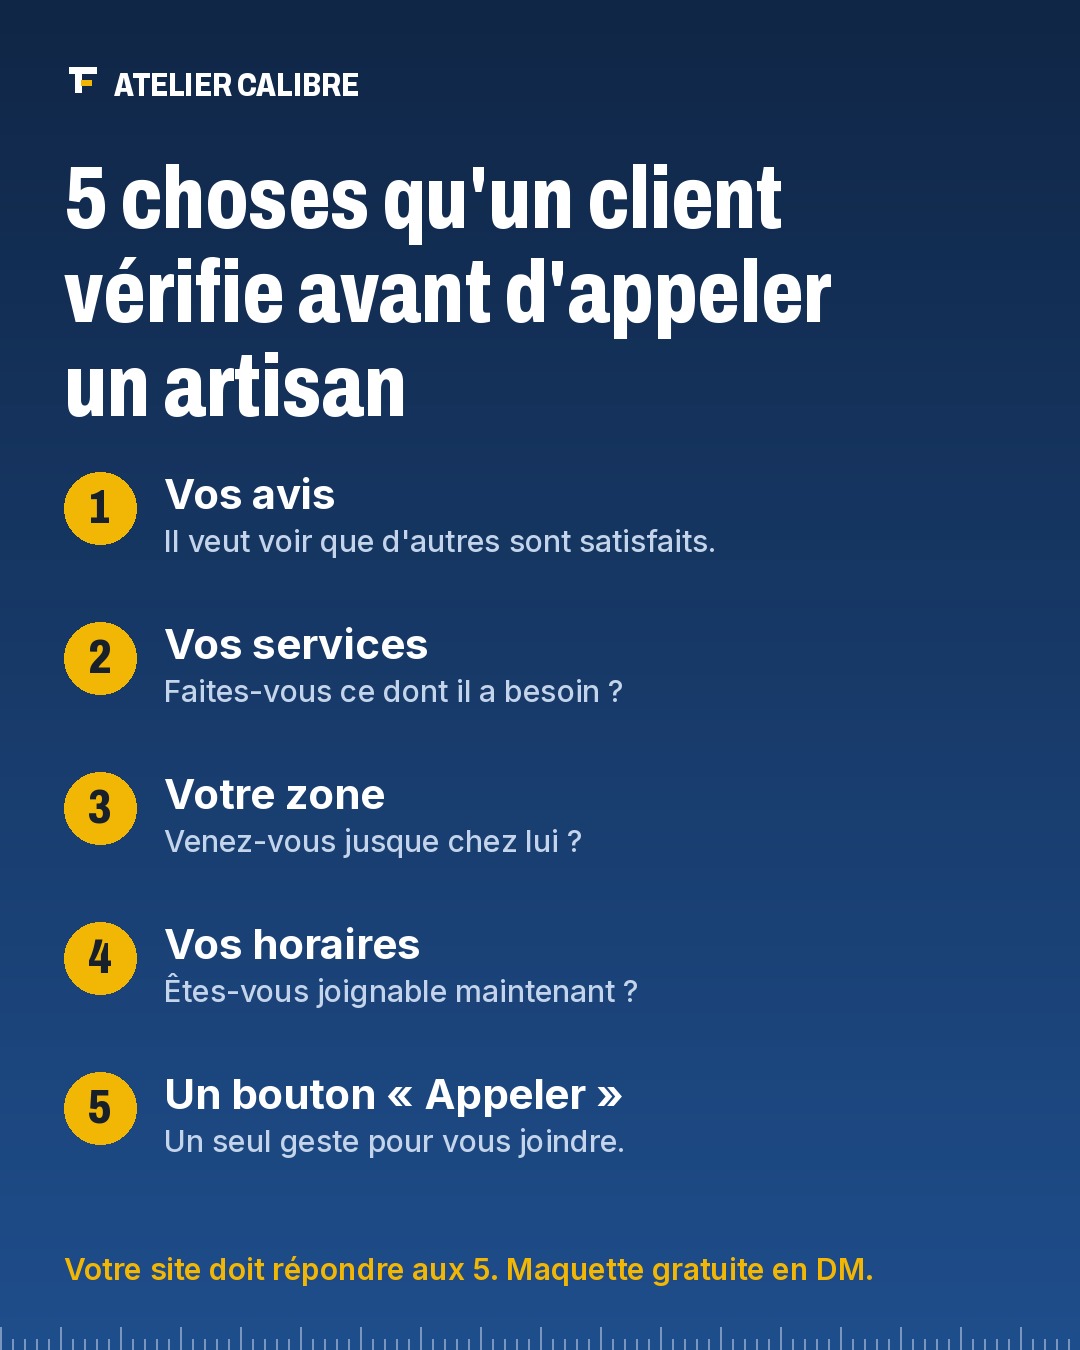 ATELIER CALIBRE
5 choses qu'un client
vérifie avant d'appeler
un artisan
1 Vos avis
Il veut voir que d'autres sont satisfaits.
2 Vos services
Faites-vous ce dont il a besoin ?
3 Votre zone
Venez-vous jusque chez lui ?
4 Vos horaires
Êtes-vous joignable maintenant ?
5 Un bouton « Appeler »
Un seul geste pour vous joindre.
Votre site doit répondre aux 5. Maquette gratuite en DM.